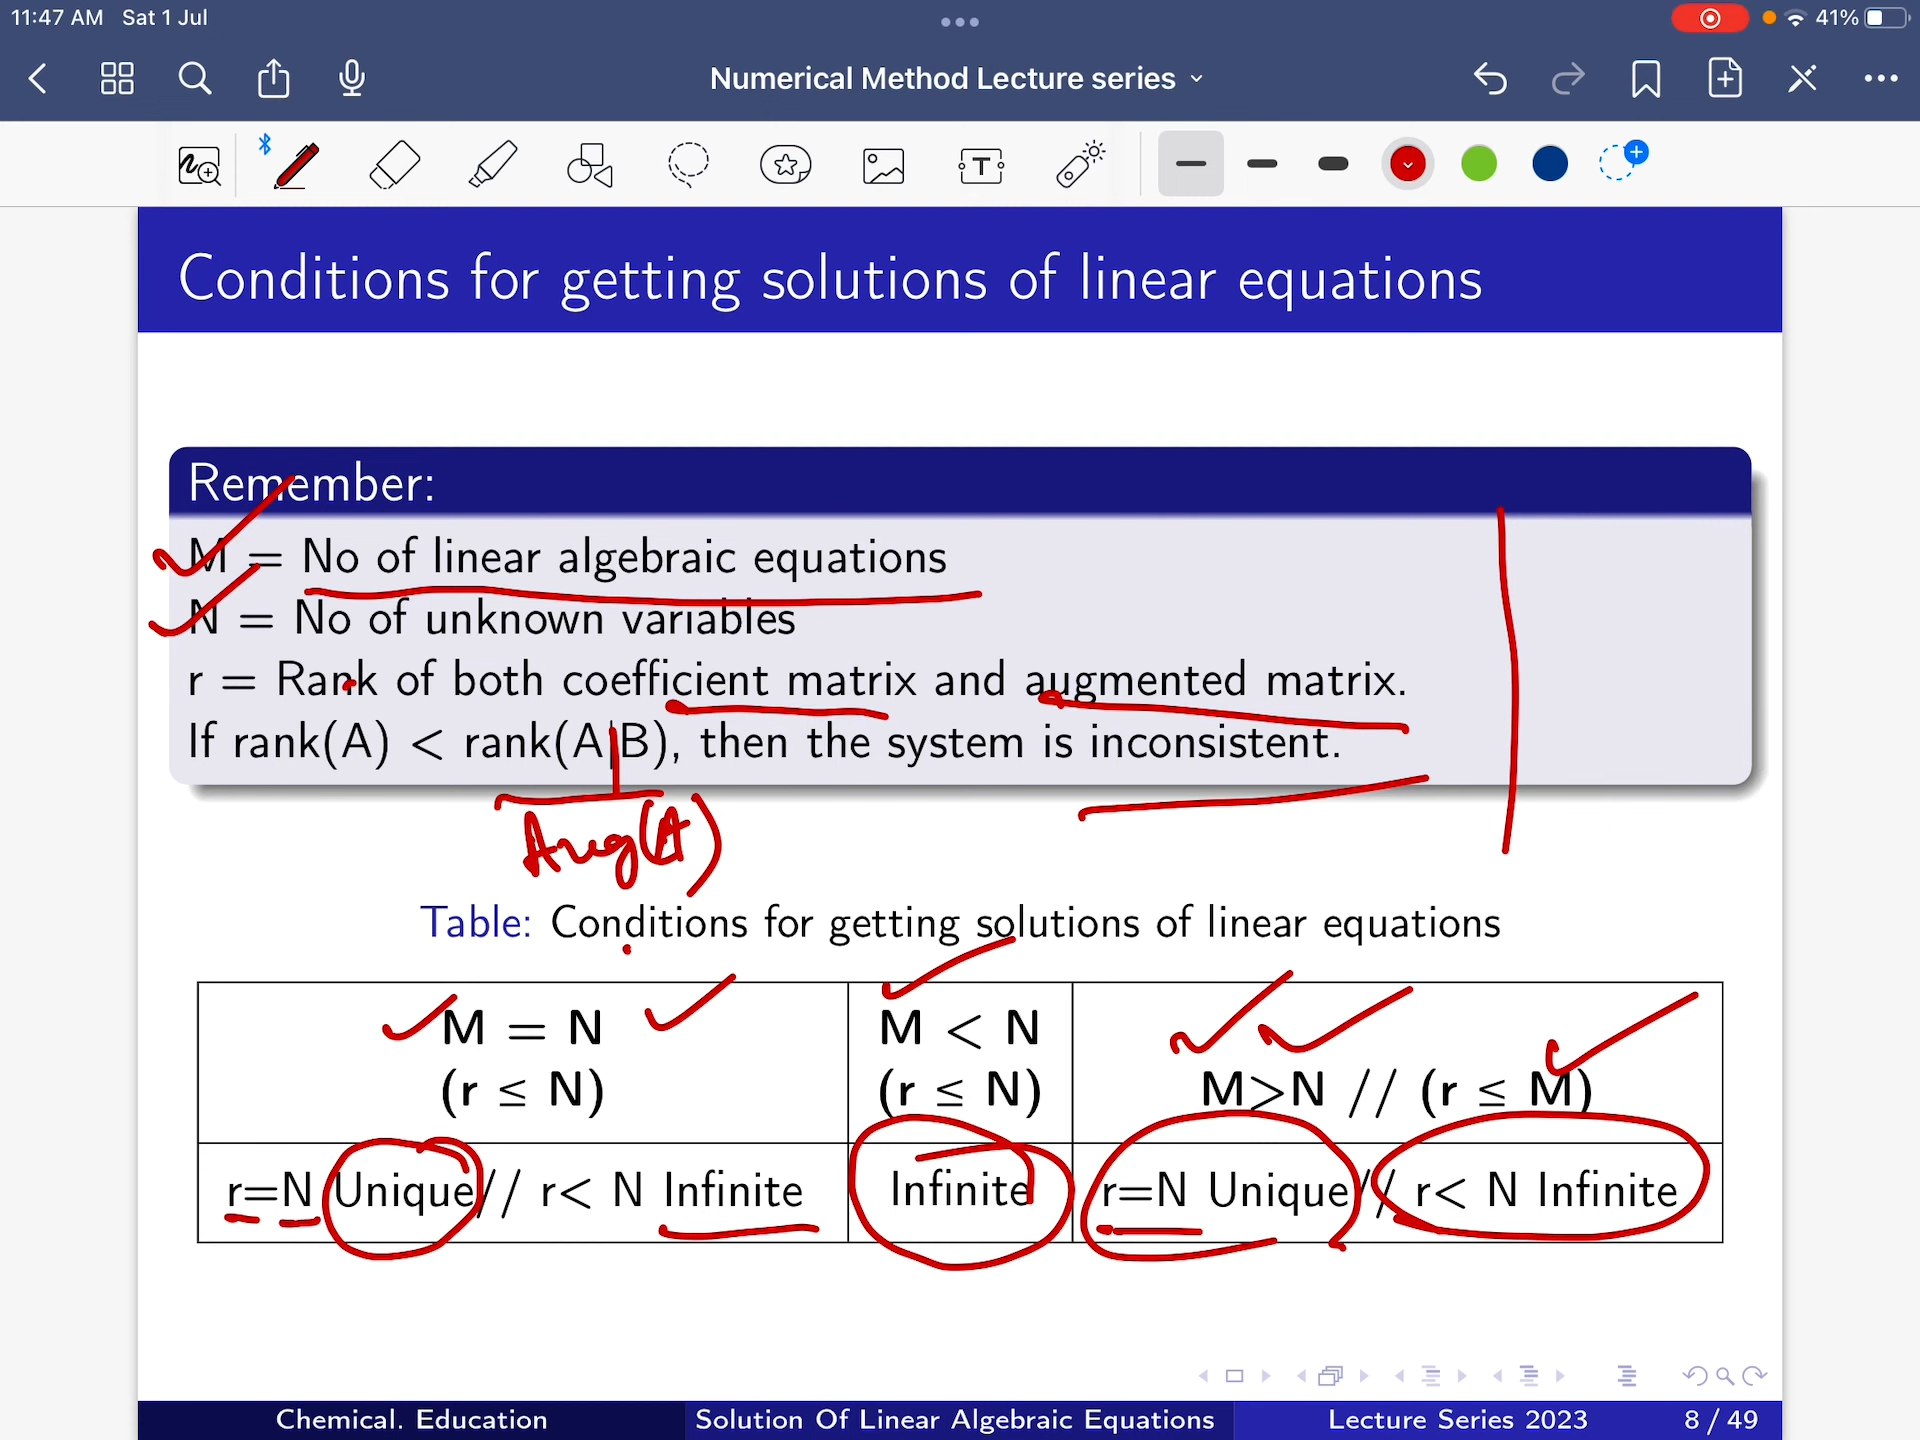 11:47 AM Sat 1 Jul
41%
Numerical Method Lecture series
T
Conditions for getting solutions of linear equations
Remember:
M = No of linear algebraic equations
N = No of unknown variables
r = Rank of both coefficient matrix and augmented matrix.
If rank(A) < rank(A|B), then the system is inconsistent.
Aug(A)
Table: Conditions for getting solutions of linear equations
M = N
(r ≤ N)
M < N
(r ≤ N)
M>N // (r ≤ M)
r=N Unique// r< N Infinite
Infinite
r=N Unique// r< N Infinite
Chemical. Education
Solution Of Linear Algebraic Equations
Lecture Series 2023
8 / 49